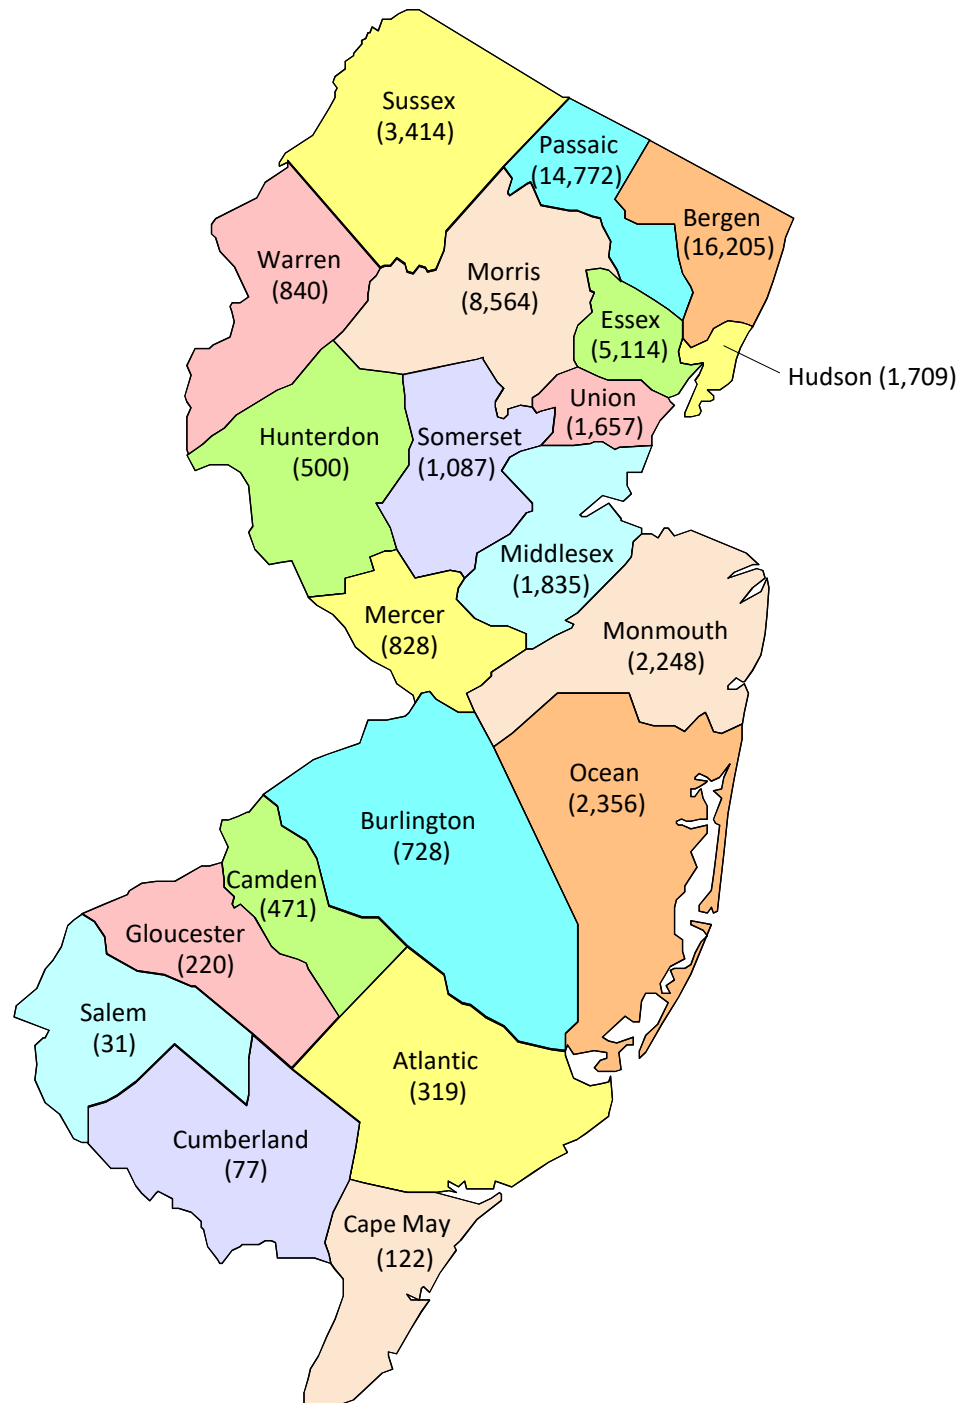 Sussex
(3,414)
Passaic
(14,772)
Bergen
(16,205)
Warren
(840)
Morris
(8,564)
Essex
(5,114)
Hudson (1,709)
Union
(1,657)
Hunterdon
(500)
Somerset
(1,087)
Middlesex
(1,835)
Mercer
(828)
Monmouth
(2,248)
Ocean
(2,356)
Burlington
(728)
Camden
(471)
Gloucester
(220)
Salem
(31)
Atlantic
(319)
Cumberland
(77)
Cape May
(122)